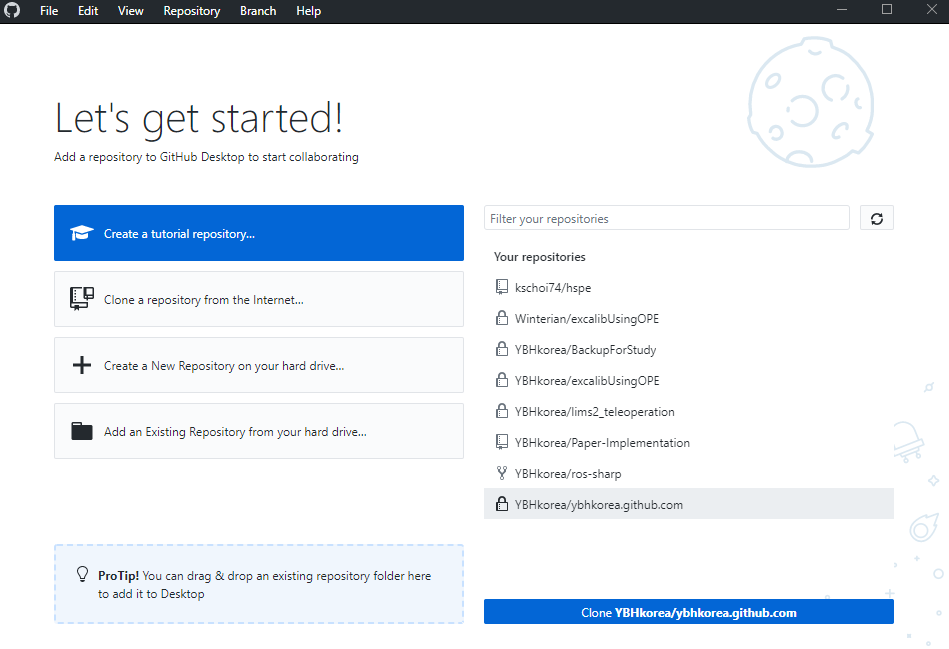 File Edit View Repository Branch Help
Let's get started!
Add a repository to GitHub Desktop to start collaborating
Create a tutorial repository...
Clone a repository from the Internet...
Create a New Repository on your hard drive...
Add an Existing Repository from your hard drive...
ProTip! You can drag & drop an existing repository folder here
to add it to Desktop
Filter your repositories
Your repositories
kschoi74/hspe
Winterian/excalibUsingOPE
YBHkorea/BackupForStudy
YBHkorea/excalibUsingOPE
YBHkorea/lims2_teleoperation
YBHkorea/Paper-Implementation
YBHkorea/ros-sharp
YBHkorea/ybhkorea.github.com
Clone YBHkorea/ybhkorea.github.com